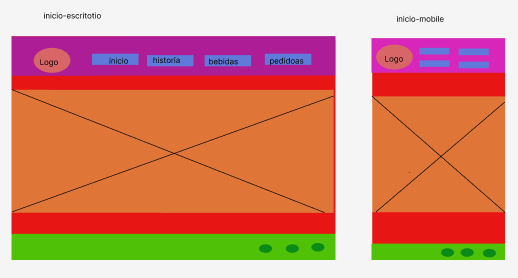 inicio-escritotio
inicio-mobile
Logo
inicio
historia
bebidas
pedidoas
Logo